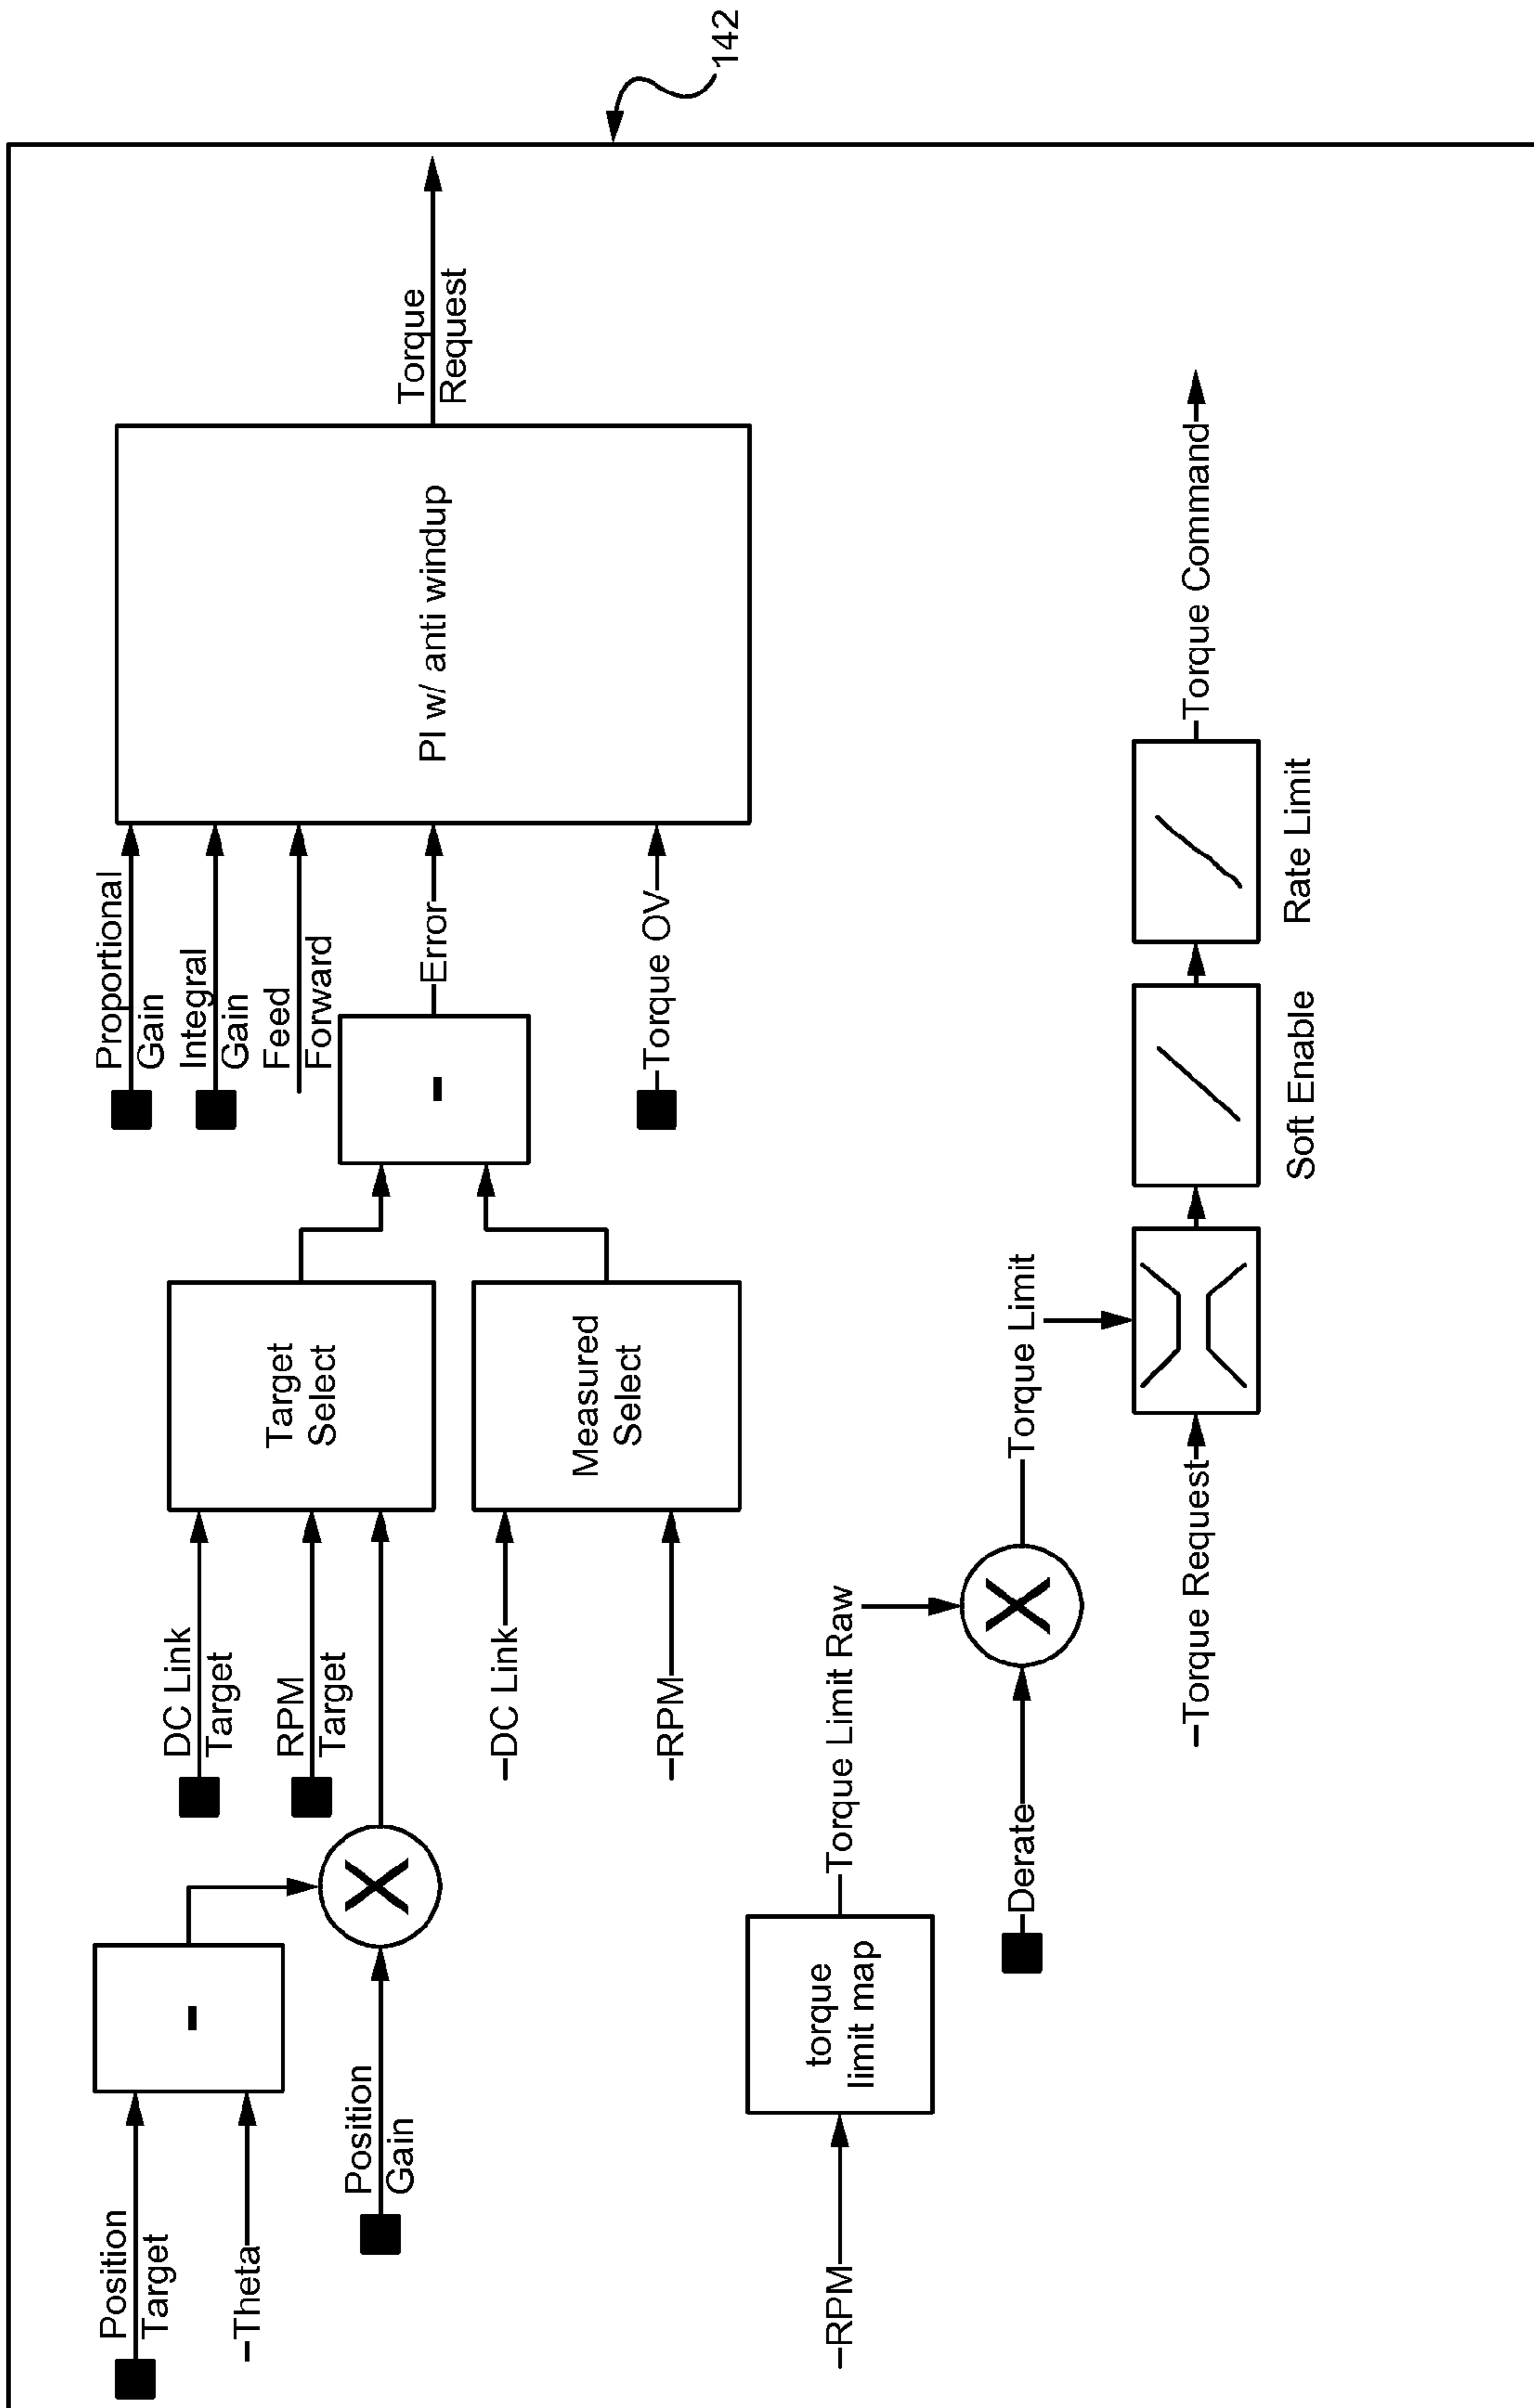 142
Position
Target
Theta
Position
Gain
DC Link
Target
RPM
Target
DC Link
RPM
Target
Select
Measured
Select
Proportional
Gain
Integral
Gain
Feed
Forward
Error
Torque OV
PI w/ anti windup
Torque
Request
RPM
torque
limit map
Torque Limit Raw
Derate
Torque Limit
Torque Request
Soft Enable
Rate Limit
Torque Command